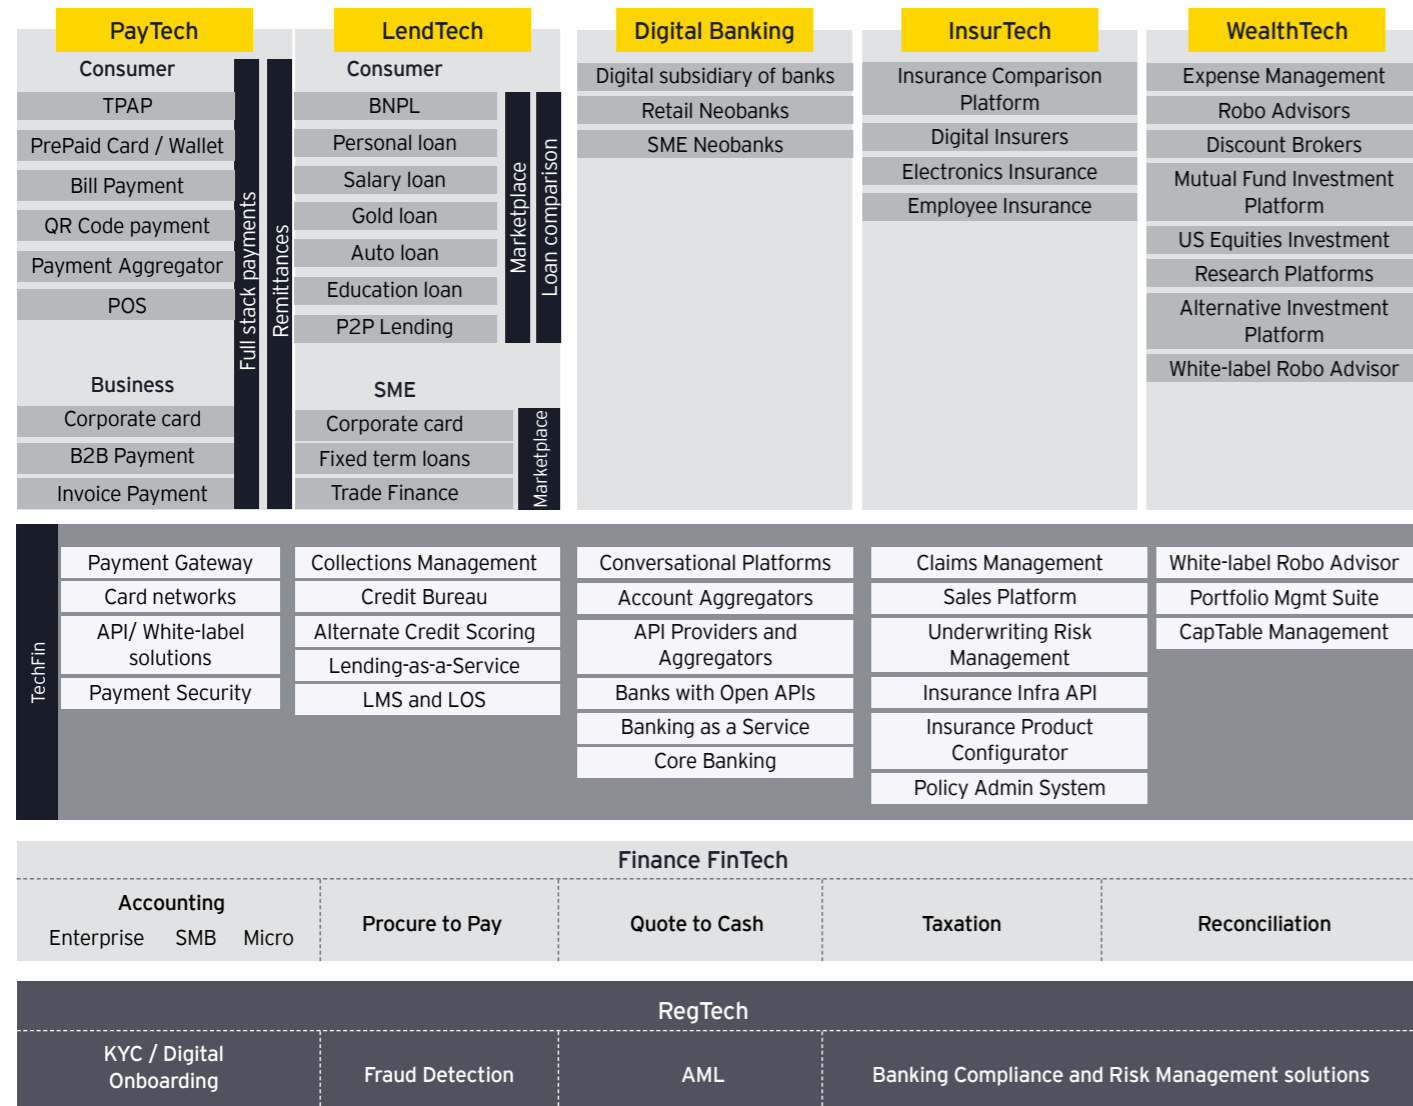 PayTech
Consumer
TPAP
PrePaid Card / Wallet
Bill Payment
QR Code payment
Payment Aggregator
POS
Business
Corporate card
B2B Payment
Invoice Payment
Full stack payments
Remittances
LendTech
Consumer
BNPL
Personal loan
Salary loan
Gold loan
Auto loan
Education loan
P2P Lending
Marketplace
Loan comparison
SME
Corporate card
Fixed term loans
Trade Finance
Marketplace
Digital Banking
Digital subsidiary of banks
Retail Neobanks
SME Neobanks
InsurTech
Insurance Comparison
Platform
Digital Insurers
Electronics Insurance
Employee Insurance
WealthTech
Expense Management
Robo Advisors
Discount Brokers
Mutual Fund Investment
Platform
US Equities Investment
Research Platforms
Alternative Investment
Platform
White-label Robo Advisor
TechFin
Payment Gateway
Card networks
API/ White-label
solutions
Payment Security
Collections Management
Credit Bureau
Alternate Credit Scoring
Lending-as-a-Service
LMS and LOS
Conversational Platforms
Account Aggregators
API Providers and
Aggregators
Banks with Open APIs
Banking as a Service
Core Banking
Claims Management
Sales Platform
Underwriting Risk
Management
Insurance Infra API
Insurance Product
Configurator
Policy Admin System
White-label Robo Advisor
Portfolio Mgmt Suite
CapTable Management
Finance FinTech
Accounting
Enterprise SMB Micro
Procure to Pay
Quote to Cash
Taxation
Reconciliation
RegTech
KYC / Digital
Onboarding
Fraud Detection
AML
Banking Compliance and Risk Management solutions